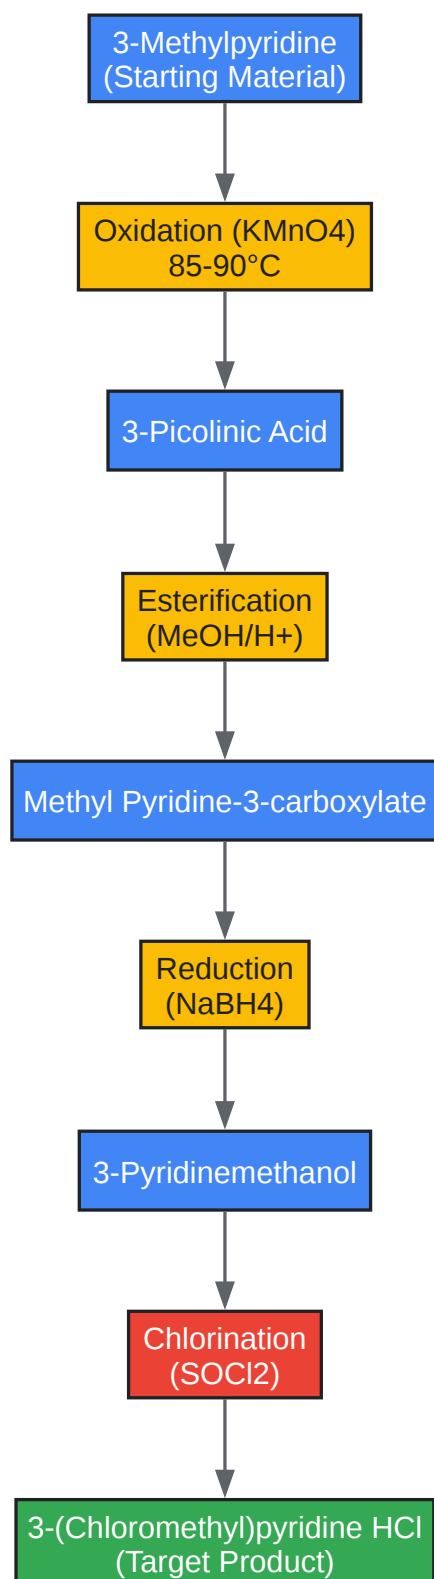 3-Methylpyridine
(Starting Material)
Oxidation (KMnO4)
85-90°C
3-Picolinic Acid
Esterification
(MeOH/H+)
Methyl Pyridine-3-carboxylate
Reduction
(NaBH4)
3-Pyridinemethanol
Chlorination
(SOCl2)
3-(Chloromethyl)pyridine HCl
(Target Product)